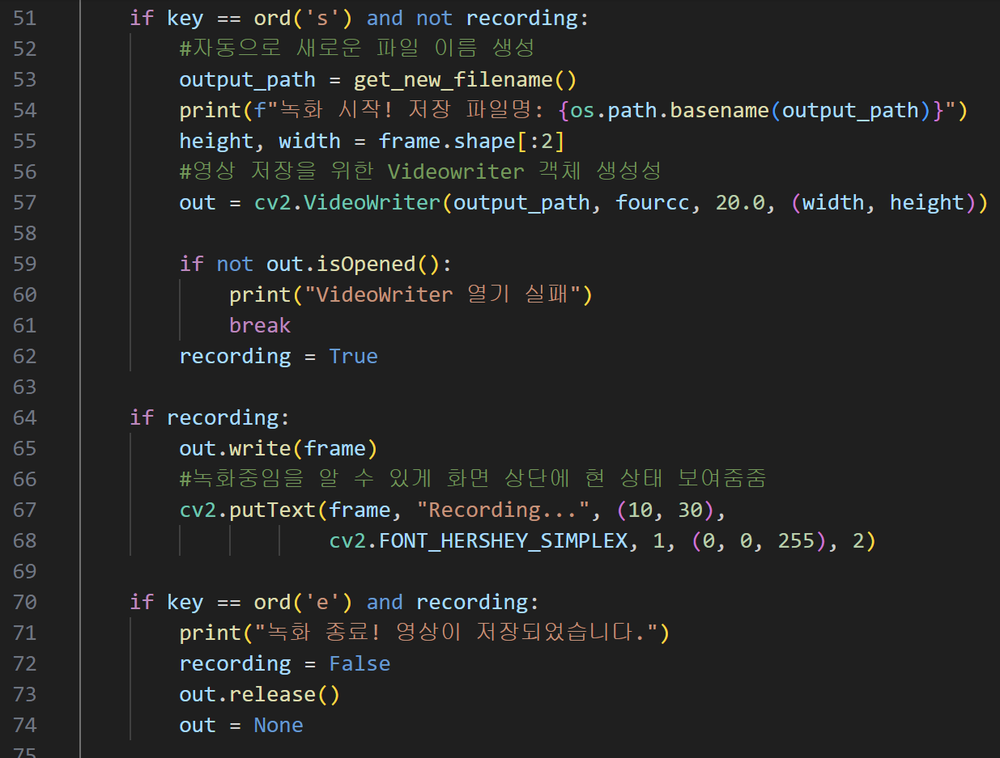 51 if key == ord('s') and not recording:
52 #자동으로 새로운 파일 이름 생성
53 output_path = get_new_filename()
54 print(f"녹화 시작! 저장 파일명: {os.path.basename(output_path)}")
55 height, width = frame.shape[:2]
56 #영상 저장을 위한 Videowriter 객체 생성성
57 out = cv2.VideoWriter(output_path, fourcc, 20.0, (width, height))
58
59 if not out.isOpened():
60 print("VideoWriter 열기 실패")
61 break
62 recording = True
63
64 if recording:
65 out.write(frame)
66 #녹화중임을 알 수 있게 화면 상단에 현 상태 보여줌줌
67 cv2.putText(frame, "Recording...", (10, 30),
68 cv2.FONT_HERSHEY_SIMPLEX, 1, (0, 0, 255), 2)
69
70 if key == ord('e') and recording:
71 print("녹화 종료! 영상이 저장되었습니다.")
72 recording = False
73 out.release()
74 out = None
75